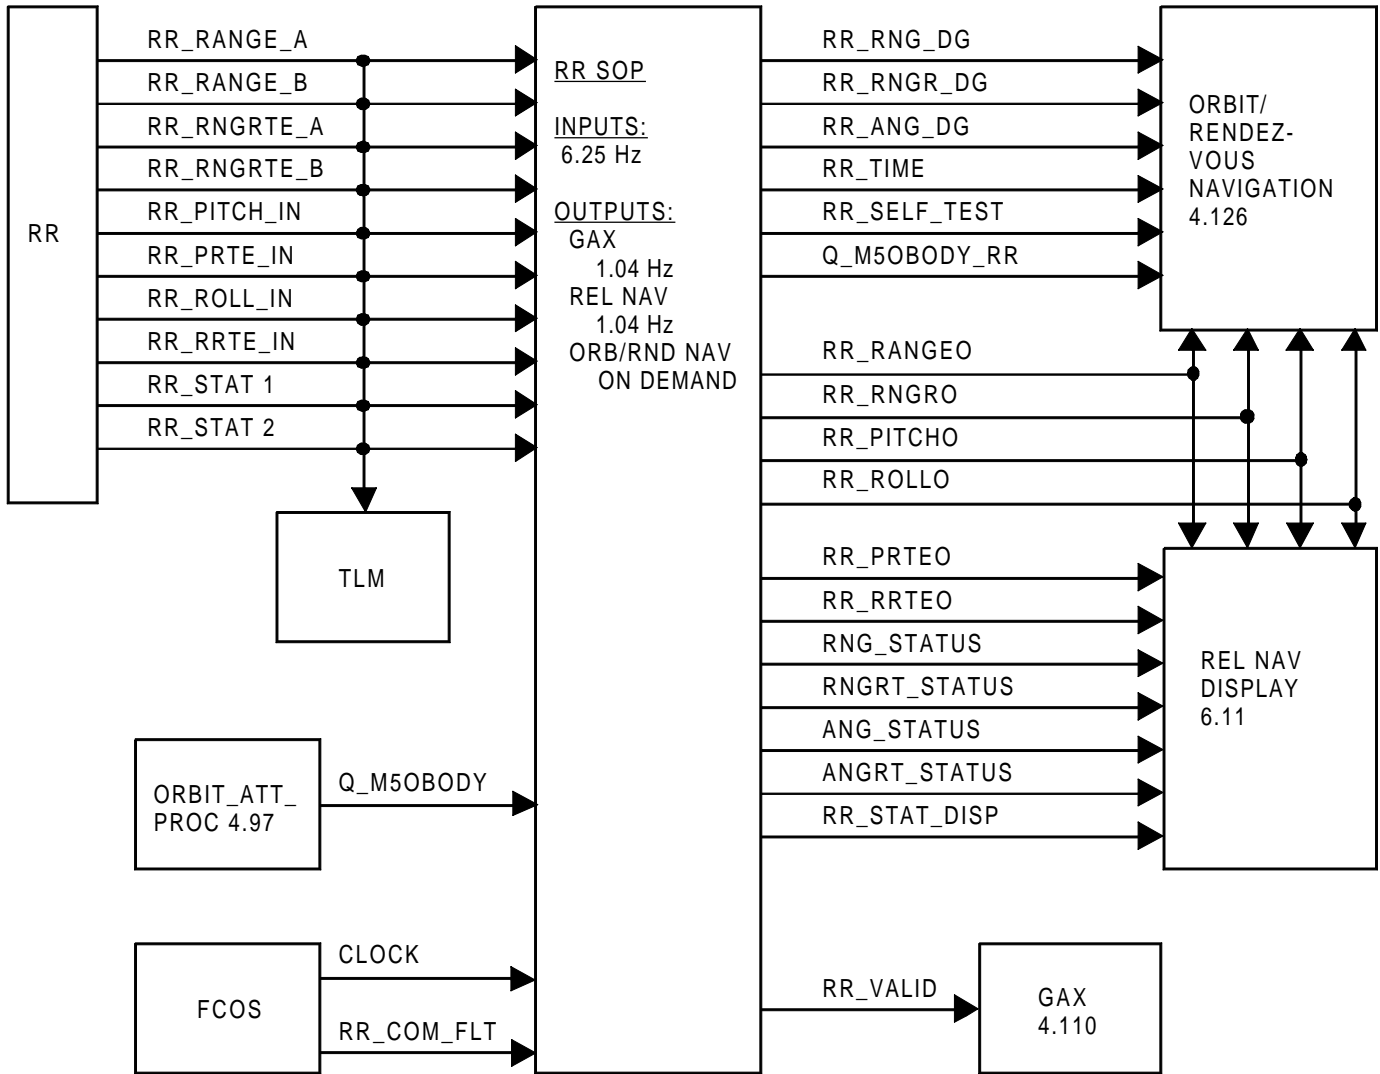 RR
RR_RANGE_A
RR_RANGE_B
RR_RNGRTE_A
RR_RNGRTE_B
RR_PITCH_IN
RR_PRTE_IN
RR_ROLL_IN
RR_RRTE_IN
RR_STAT 1
RR_STAT 2
TLM
ORBIT_ATT_
PROC 4.97
Q_M5OBODY
FCOS
CLOCK
RR_COM_FLT
RR SOP
INPUTS:
6.25 Hz
OUTPUTS:
GAX
1.04 Hz
REL NAV
1.04 Hz
ORB/RND NAV
ON DEMAND
RR_RNG_DG
RR_RNGR_DG
RR_ANG_DG
RR_TIME
RR_SELF_TEST
Q_M5OBODY_RR
RR_RANGEO
RR_RNGRO
RR_PITCHO
RR_ROLLO
RR_PRTEO
RR_RRTEO
RNG_STATUS
RNGRT_STATUS
ANG_STATUS
ANGRT_STATUS
RR_STAT_DISP
RR_VALID
ORBIT/
RENDEZ-
VOUS
NAVIGATION
4.126
REL NAV
DISPLAY
6.11
GAX
4.110